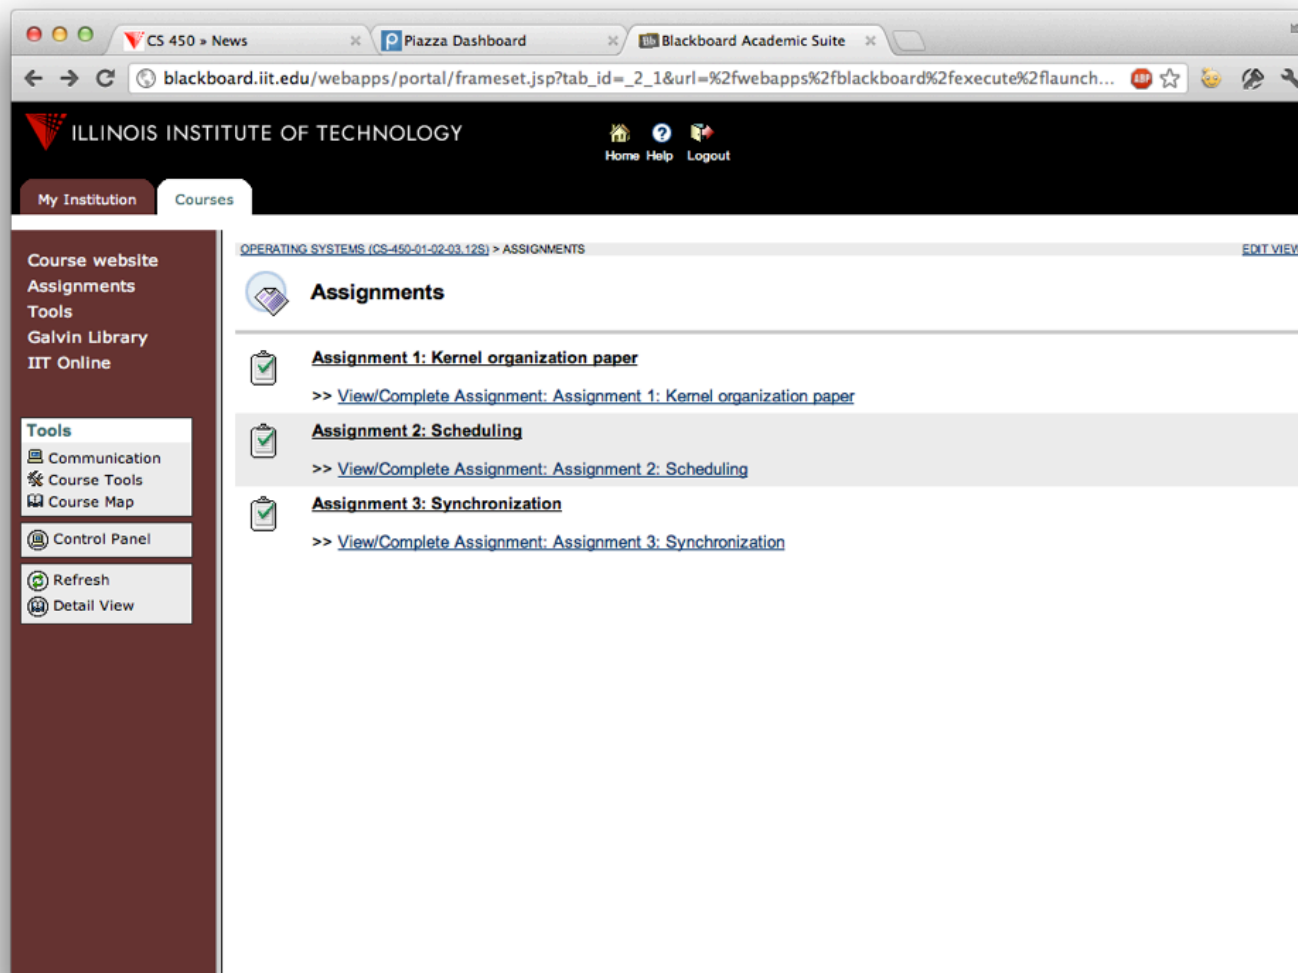 CS 450 » News
Piazza Dashboard
Bb Blackboard Academic Suite
blackboard.iit.edu/webapps/portal/frameset.jsp?tab_id=_2_1&url=%2fwebapps%2fblackboard%2fexecute%2flaunch...
ABP
ILLINOIS INSTITUTE OF TECHNOLOGY
Home Help Logout
My Institution Courses
OPERATING SYSTEMS (CS-450-01-02-03.12S) > ASSIGNMENTS EDIT VIEW
Course website
Assignments
Tools
Galvin Library
IIT Online
Tools
Communication
Course Tools
Course Map
Control Panel
Refresh
Detail View
Assignments
Assignment 1: Kernel organization paper
>> View/Complete Assignment: Assignment 1: Kernel organization paper
Assignment 2: Scheduling
>> View/Complete Assignment: Assignment 2: Scheduling
Assignment 3: Synchronization
>> View/Complete Assignment: Assignment 3: Synchronization